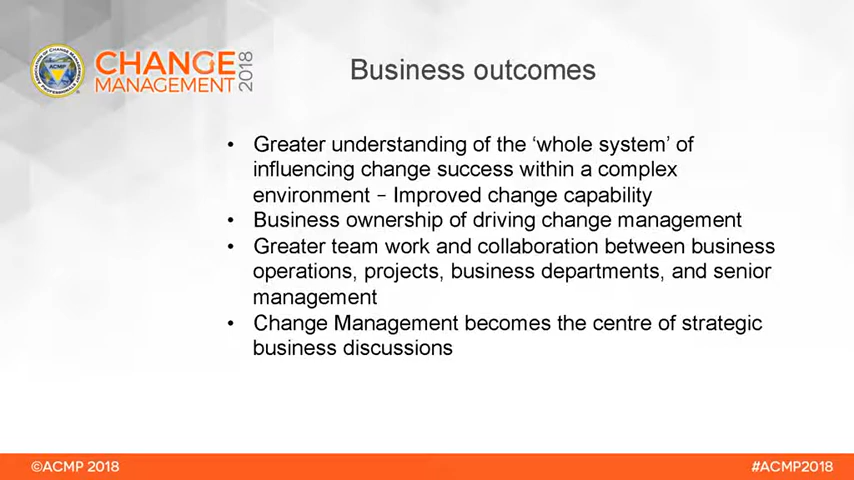 ACMP
CHANGE
MANAGEMENT
2018
Business outcomes
• Greater understanding of the ‘whole system’ of
influencing change success within a complex
environment – Improved change capability
• Business ownership of driving change management
• Greater team work and collaboration between business
operations, projects, business departments, and senior
management
• Change Management becomes the centre of strategic
business discussions
©ACMP 2018
#ACMP2018